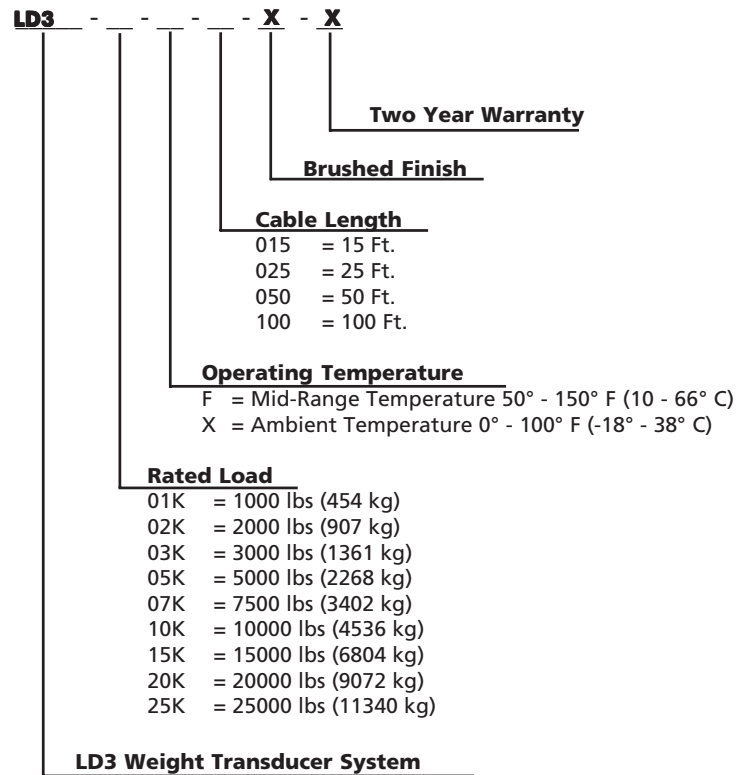 LD3 - __ - __ - __ - X - X
Two Year Warranty
Brushed Finish
Cable Length
015 = 15 Ft.
025 = 25 Ft.
050 = 50 Ft.
100 = 100 Ft.
Operating Temperature
F = Mid-Range Temperature 50° - 150° F (10 - 66° C)
X = Ambient Temperature 0° - 100° F (-18° - 38° C)
Rated Load
01K = 1000 lbs (454 kg)
02K = 2000 lbs (907 kg)
03K = 3000 lbs (1361 kg)
05K = 5000 lbs (2268 kg)
07K = 7500 lbs (3402 kg)
10K = 10000 lbs (4536 kg)
15K = 15000 lbs (6804 kg)
20K = 20000 lbs (9072 kg)
25K = 25000 lbs (11340 kg)
LD3 Weight Transducer System